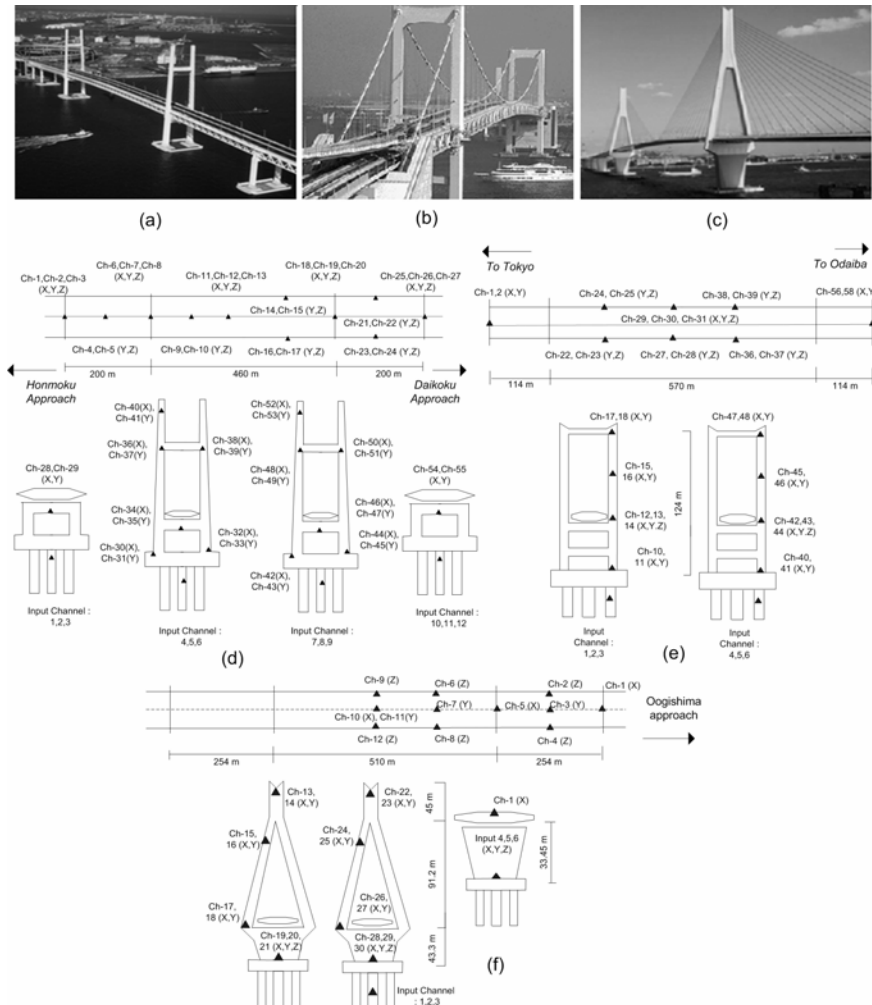 (a)
(b)
(c)
Ch-1,Ch-2,Ch-3
(X,Y,Z)
Ch-6,Ch-7,Ch-8
(X,Y,Z)
Ch-11,Ch-12,Ch-13
(X,Y,Z)
Ch-18,Ch-19,Ch-20
(X,Y,Z)
Ch-25,Ch-26,Ch-27
(X,Y,Z)
Ch-14,Ch-15 (Y,Z)
Ch-21,Ch-22 (Y,Z)
Ch-4,Ch-5 (Y,Z)
Ch-9,Ch-10 (Y,Z)
Ch-16,Ch-17 (Y,Z)
Ch-23,Ch-24 (Y,Z)
200 m
460 m
200 m
Honmoku
Approach
Daikoku
Approach
Ch-40(X),
Ch-41(Y)
Ch-36(X),
Ch-37(Y)
Ch-38(X),
Ch-39(Y)
Ch-52(X),
Ch-53(Y)
Ch-50(X),
Ch-51(Y)
Ch-48(X),
Ch-49(Y)
Ch-28,Ch-29
(X,Y)
Ch-54,Ch-55
(X,Y)
Ch-34(X),
Ch-35(Y)
Ch-32(X),
Ch-33(Y)
Ch-46(X),
Ch-47(Y)
Ch-44(X),
Ch-45(Y)
Ch-30(X),
Ch-31(Y)
Ch-42(X),
Ch-43(Y)
Input Channel :
1,2,3
Input Channel :
4,5,6
Input Channel :
7,8,9
Input Channel :
10,11,12
(d)
To Tokyo
To Odaiba
Ch-1,2 (X,Y)
Ch-24, Ch-25 (Y,Z)
Ch-38, Ch-39 (Y,Z)
Ch-56,58 (X,Y)
Ch-29, Ch-30, Ch-31 (X,Y,Z)
Ch-22, Ch-23 (Y,Z)
Ch-27, Ch-28 (Y,Z)
Ch-36, Ch-37 (Y,Z)
114 m
570 m
114 m
Ch-17,18 (X,Y)
Ch-47,48 (X,Y)
Ch-15,
16 (X,Y)
Ch-45,
46 (X,Y)
124 m
Ch-12,13,
14 (X,Y.Z)
Ch-42,43,
44 (X,Y.Z)
Ch-10,
11 (X,Y)
Ch-40,
41 (X,Y)
Input
Channel :
1,2,3
Input
Channel :
4,5,6
(e)
Ch-9 (Z)
Ch-6 (Z)
Ch-2 (Z)
Ch-1 (X)
Ch-7 (Y)
Ch-5 (X)
Ch-3 (Y)
Ch-10 (X), Ch-11(Y)
Ch-12 (Z)
Ch-8 (Z)
Ch-4 (Z)
Oogishima
approach
254 m
510 m
254 m
Ch-13,
14 (X,Y)
Ch-22,
23 (X,Y)
45 m
Ch-1 (X)
Ch-15,
16 (X,Y)
Ch-24,
25 (X,Y)
Input 4,5,6
(X,Y,Z)
33.45 m
91.2 m
Ch-17,
18 (X,Y)
Ch-26,
27 (X,Y)
Ch-19,20,
21 (X,Y,Z)
Ch-28,29,
30 (X,Y,Z)
43.3 m
(f)
Input Channel
: 1,2,3